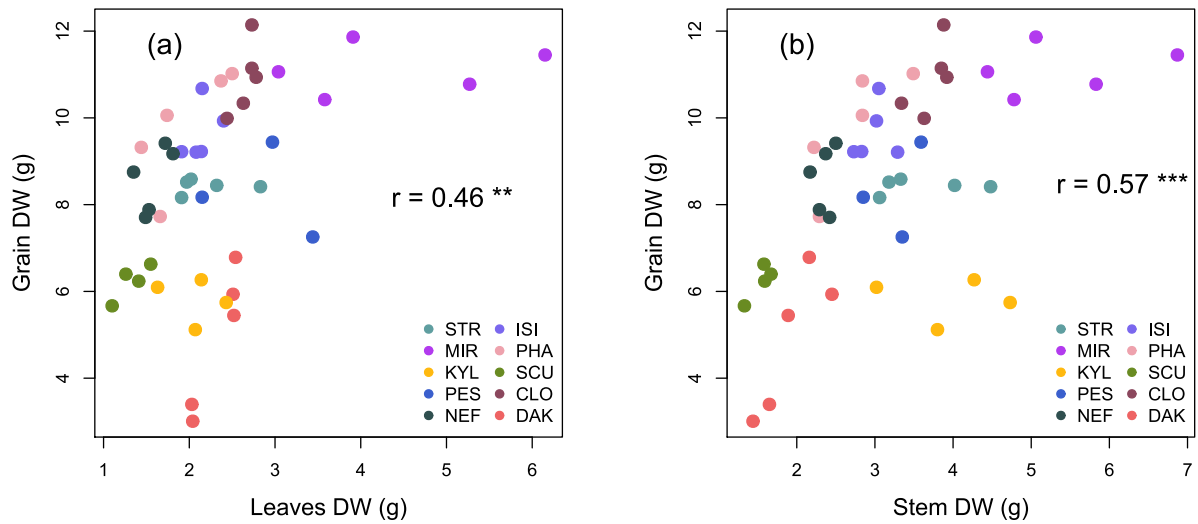 (a)
12
10
8
6
4
Grain DW (g)
r = 0.46 **
STR ISI
MIR PHA
KYL SCU
PES CLO
NEF DAK
1 2 3 4 5 6
Leaves DW (g)
(b)
12
10
8
6
4
Grain DW (g)
r = 0.57 ***
STR ISI
MIR PHA
KYL SCU
PES CLO
NEF DAK
2 3 4 5 6 7
Stem DW (g)